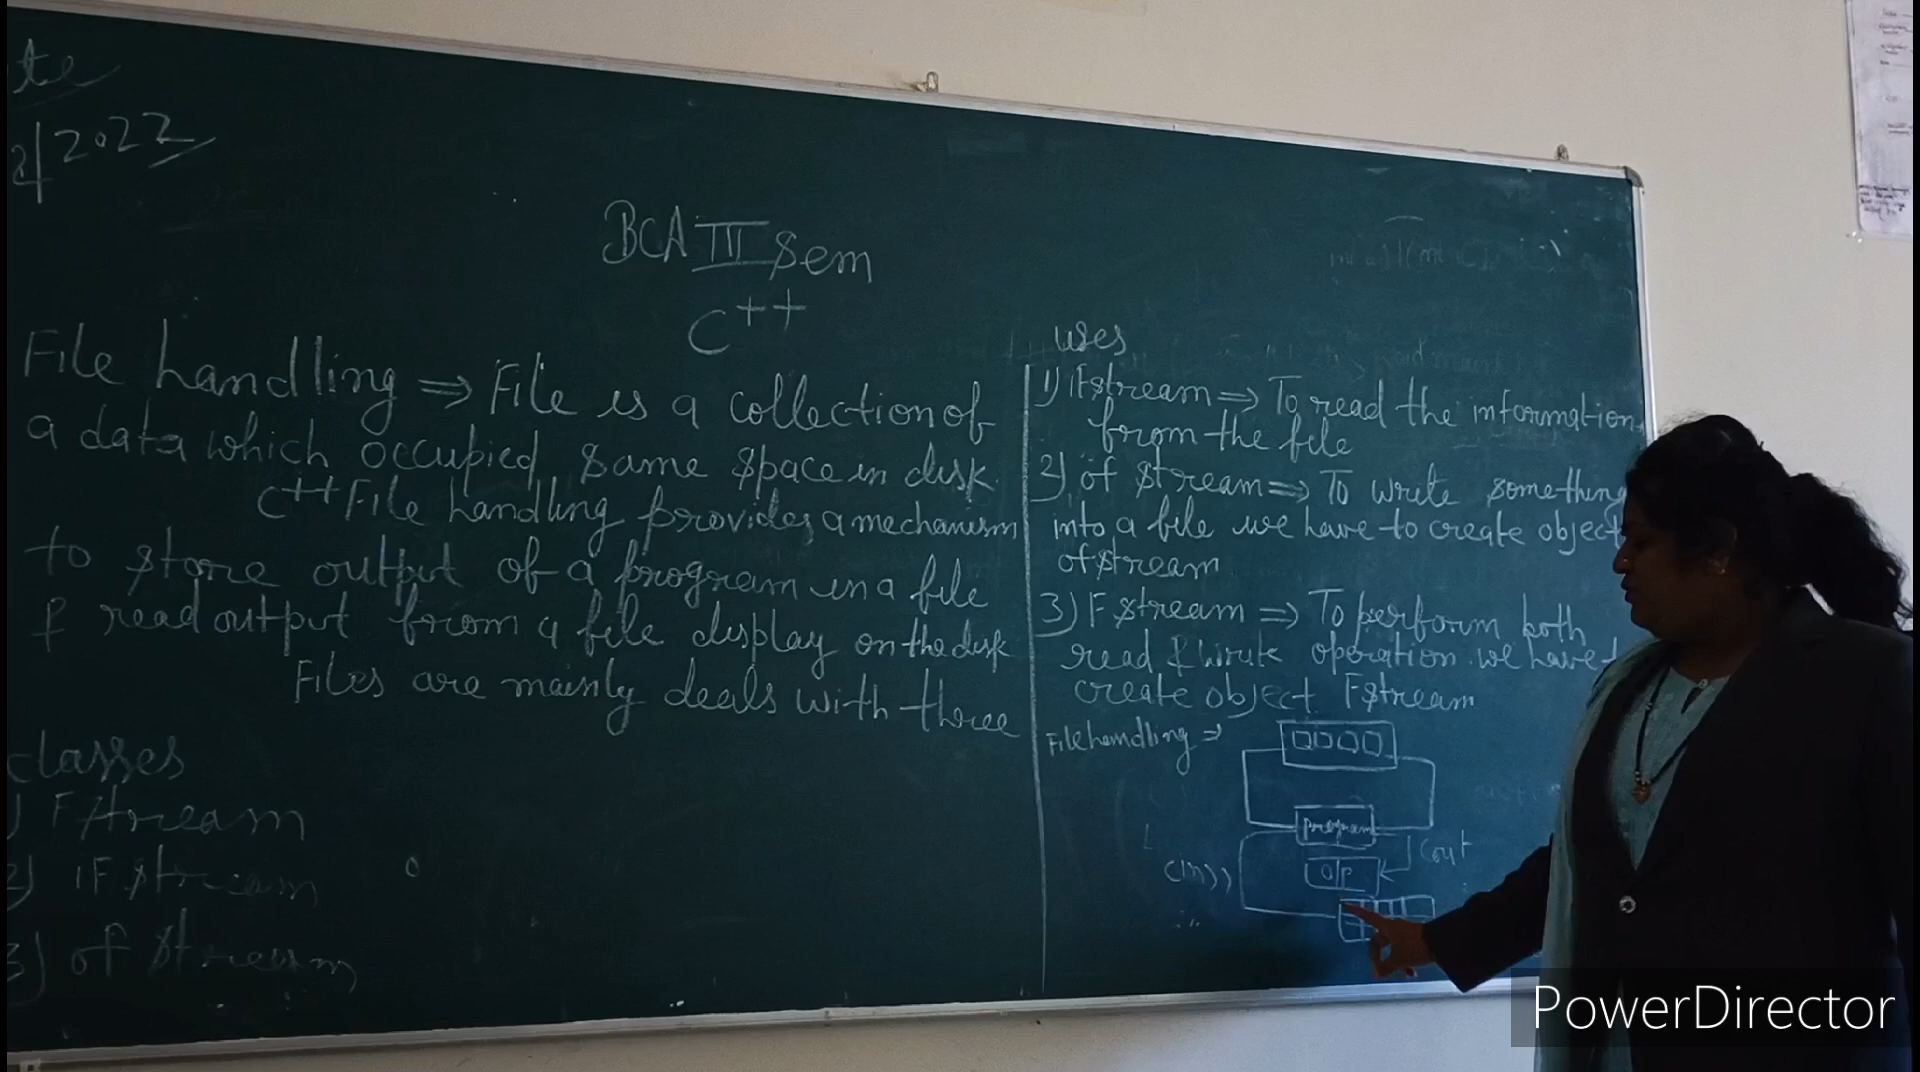 te
2/2022
BCA III Sem
C++
File handling ⇒ File is a collection of
a data which occupied same space in disk.
C++ File handling provides a mechanism
to store output of a program in a file
& read output from a file display on the disk
Files are mainly deals with three
classes
1) Fstream
2) iFstream
3) ofstream
uses
1) iFstream ⇒ To read the information
from the file
2) ofstream ⇒ To write something
into a file we have to create object
ofstream
3) Fstream ⇒ To perform both
read & write operation. we have t
create object Fstream
File handling ⇒
program
cout
O/P
Cin>>
PowerDirector